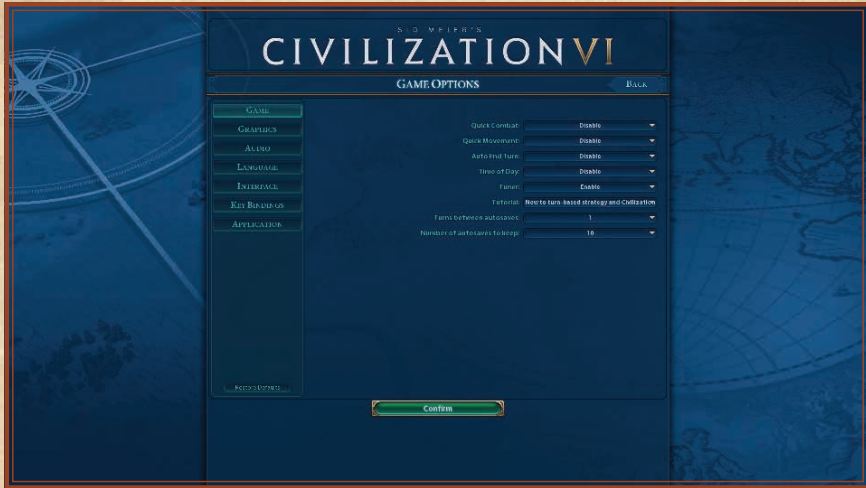 SID MEIER'S
CIVILIZATION VI
GAME OPTIONS
BACK
GAME
GRAPHICS
AUDIO
LANGUAGE
INTERFACE
KEY BINDINGS
APPLICATION
Quick Combat: Disable
Quick Movement: Disable
Auto End Turn: Disable
Time of Day: Disable
Tuner: Enable
Tutorial: New to turn-based strategy and Civilization
Turns between autosaves: 1
Number of autosaves to keep: 10
Restore Defaults
Confirm